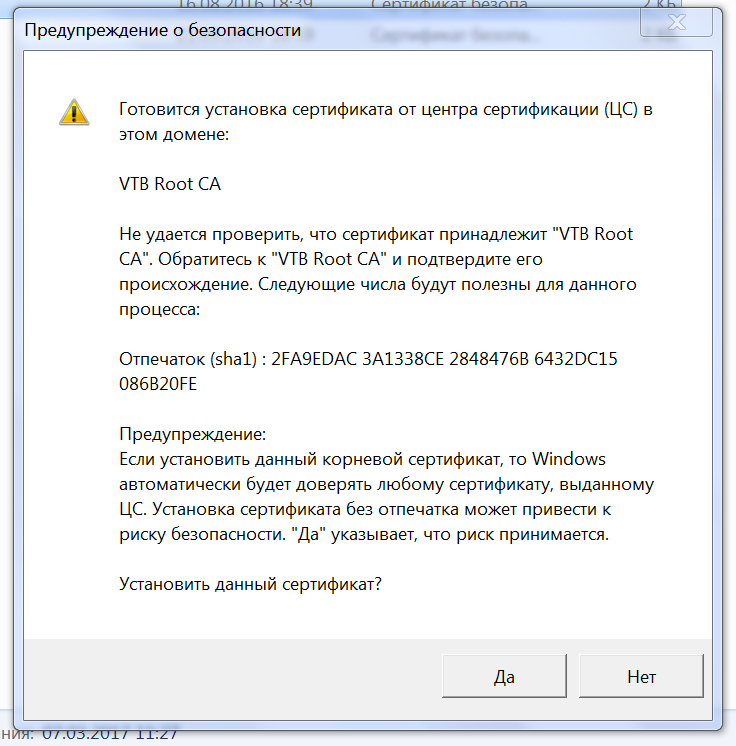 16.08.2016 18:39 Сертификат безопа... 2 КБ
Предупреждение о безопасности
Сертификат безопа...
Готовится установка сертификата от центра сертификации (ЦС) в
этом домене:
VTB Root CA
Не удается проверить, что сертификат принадлежит "VTB Root
CA". Обратитесь к "VTB Root CA" и подтвердите его
происхождение. Следующие числа будут полезны для данного
процесса:
Отпечаток (sha1) : 2FA9EDAC 3A1338CE 2848476B 6432DC15
086B20FE
Предупреждение:
Если установить данный корневой сертификат, то Windows
автоматически будет доверять любому сертификату, выданному
ЦС. Установка сертификата без отпечатка может привести к
риску безопасности. "Да" указывает, что риск принимается.
Установить данный сертификат?
Да Нет
ния: 07.03.2017 11:27